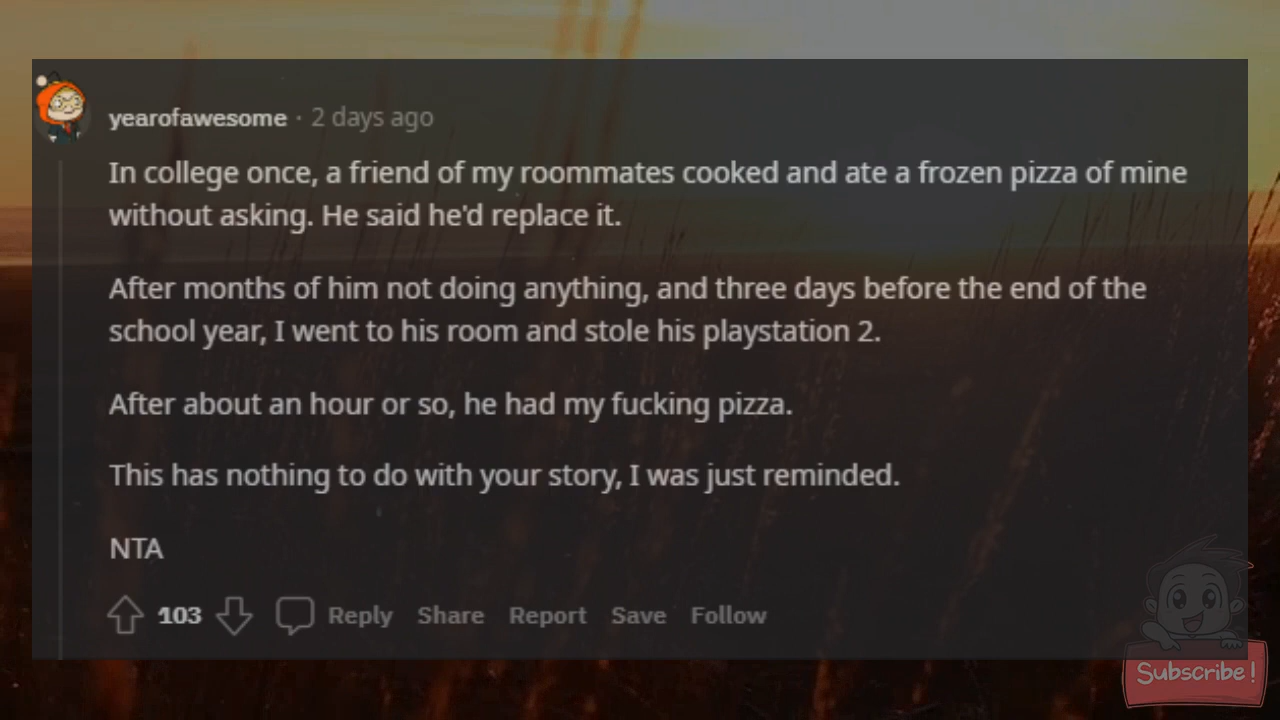 yearofawesome · 2 days ago
In college once, a friend of my roommates cooked and ate a frozen pizza of mine
without asking. He said he'd replace it.
After months of him not doing anything, and three days before the end of the
school year, I went to his room and stole his playstation 2.
After about an hour or so, he had my fucking pizza.
This has nothing to do with your story, I was just reminded.
NTA
103 Reply Share Report Save Follow
Subscribe!